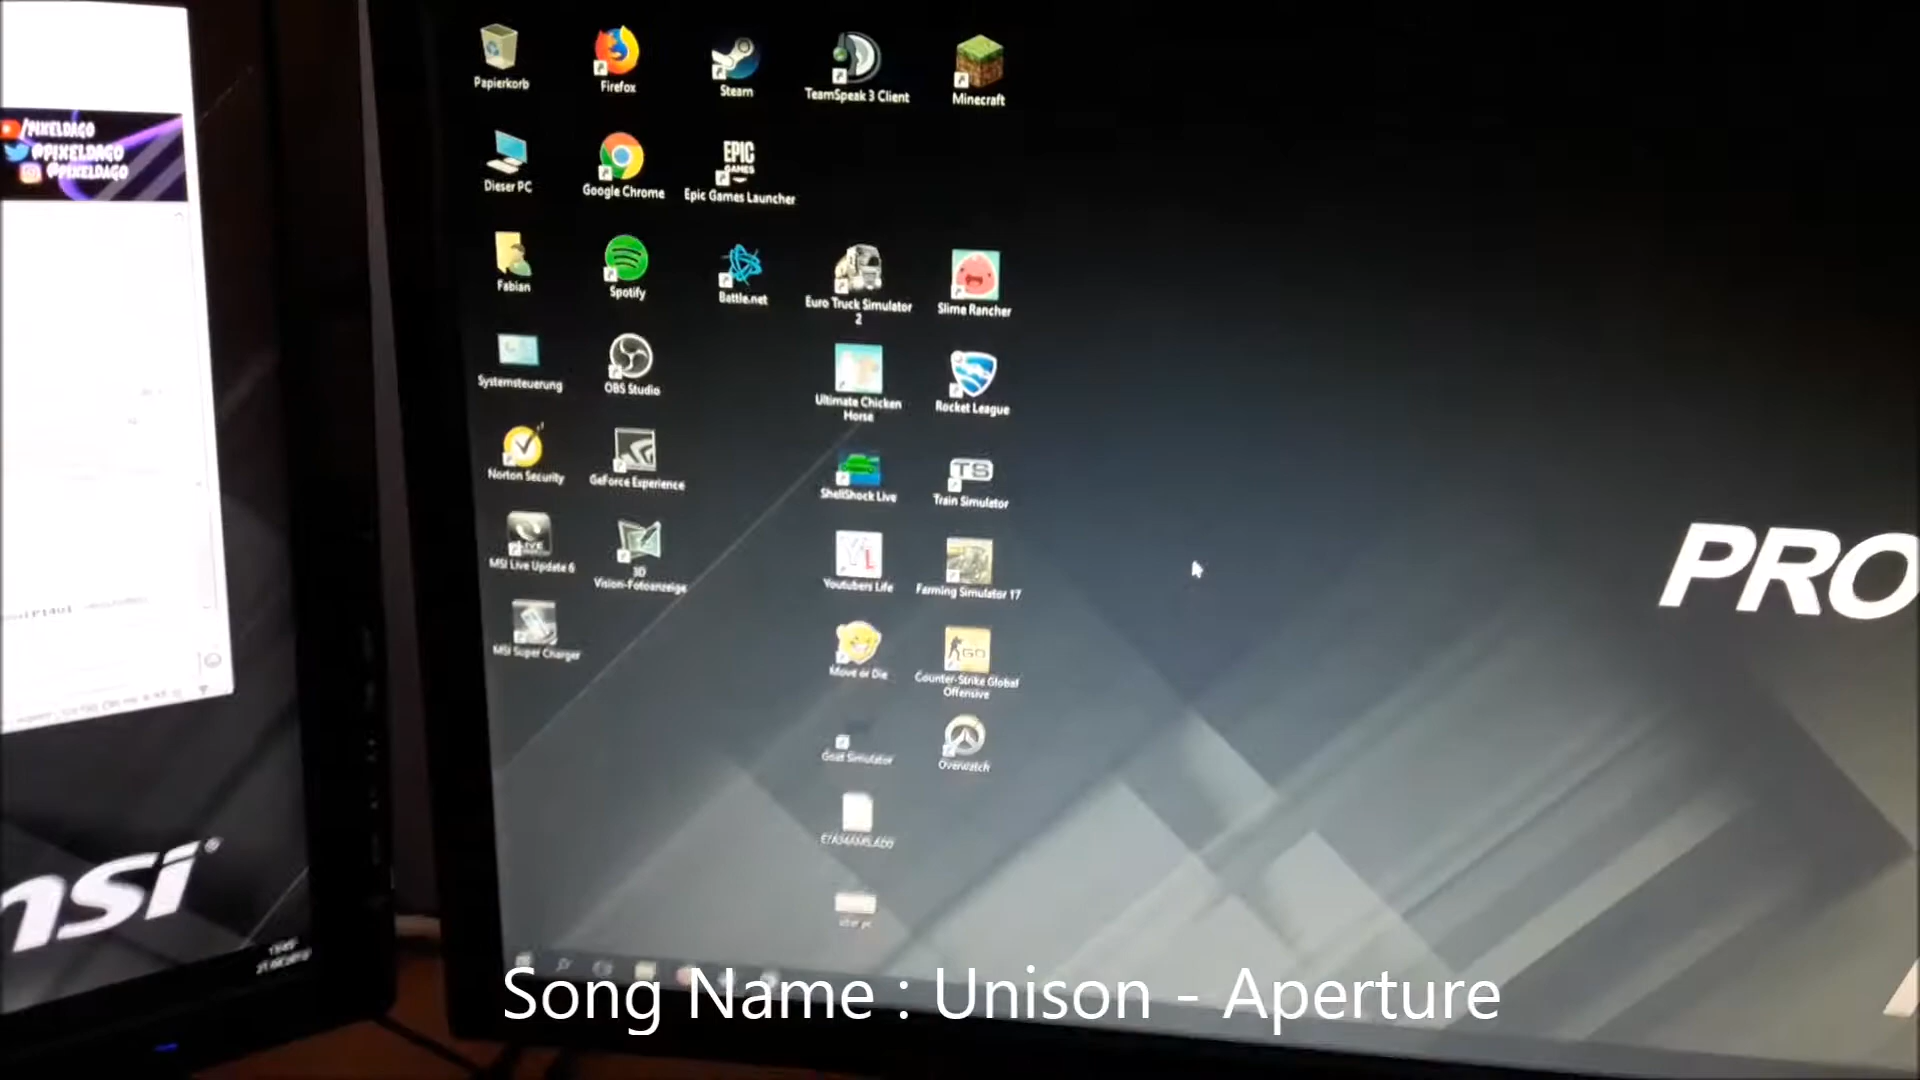 /PIXELDAGO
@PIXELDAGO
@PIXELDAGO
msi
Papierkorb
Firefox
Steam
TeamSpeak 3 Client
Minecraft
Dieser PC
Google Chrome
EPIC
GAMES
Epic Games Launcher
Fabian
Spotify
Battle.net
Euro Truck Simulator
2
Slime Rancher
Systemsteuerung
OBS Studio
Ultimate Chicken
Horse
Rocket League
Norton Security
GeForce Experience
ShellShock Live
TS
Train Simulator
LIVE
MSI Live Update 6
3D
Vision-Fotoanzeige
YL
Youtubers Life
Farming Simulator 17
MSI Super Charger
Move or Die
GO
Counter-Strike Global
Offensive
Goat Simulator
Overwatch
PRO
Song Name : Unison - Aperture